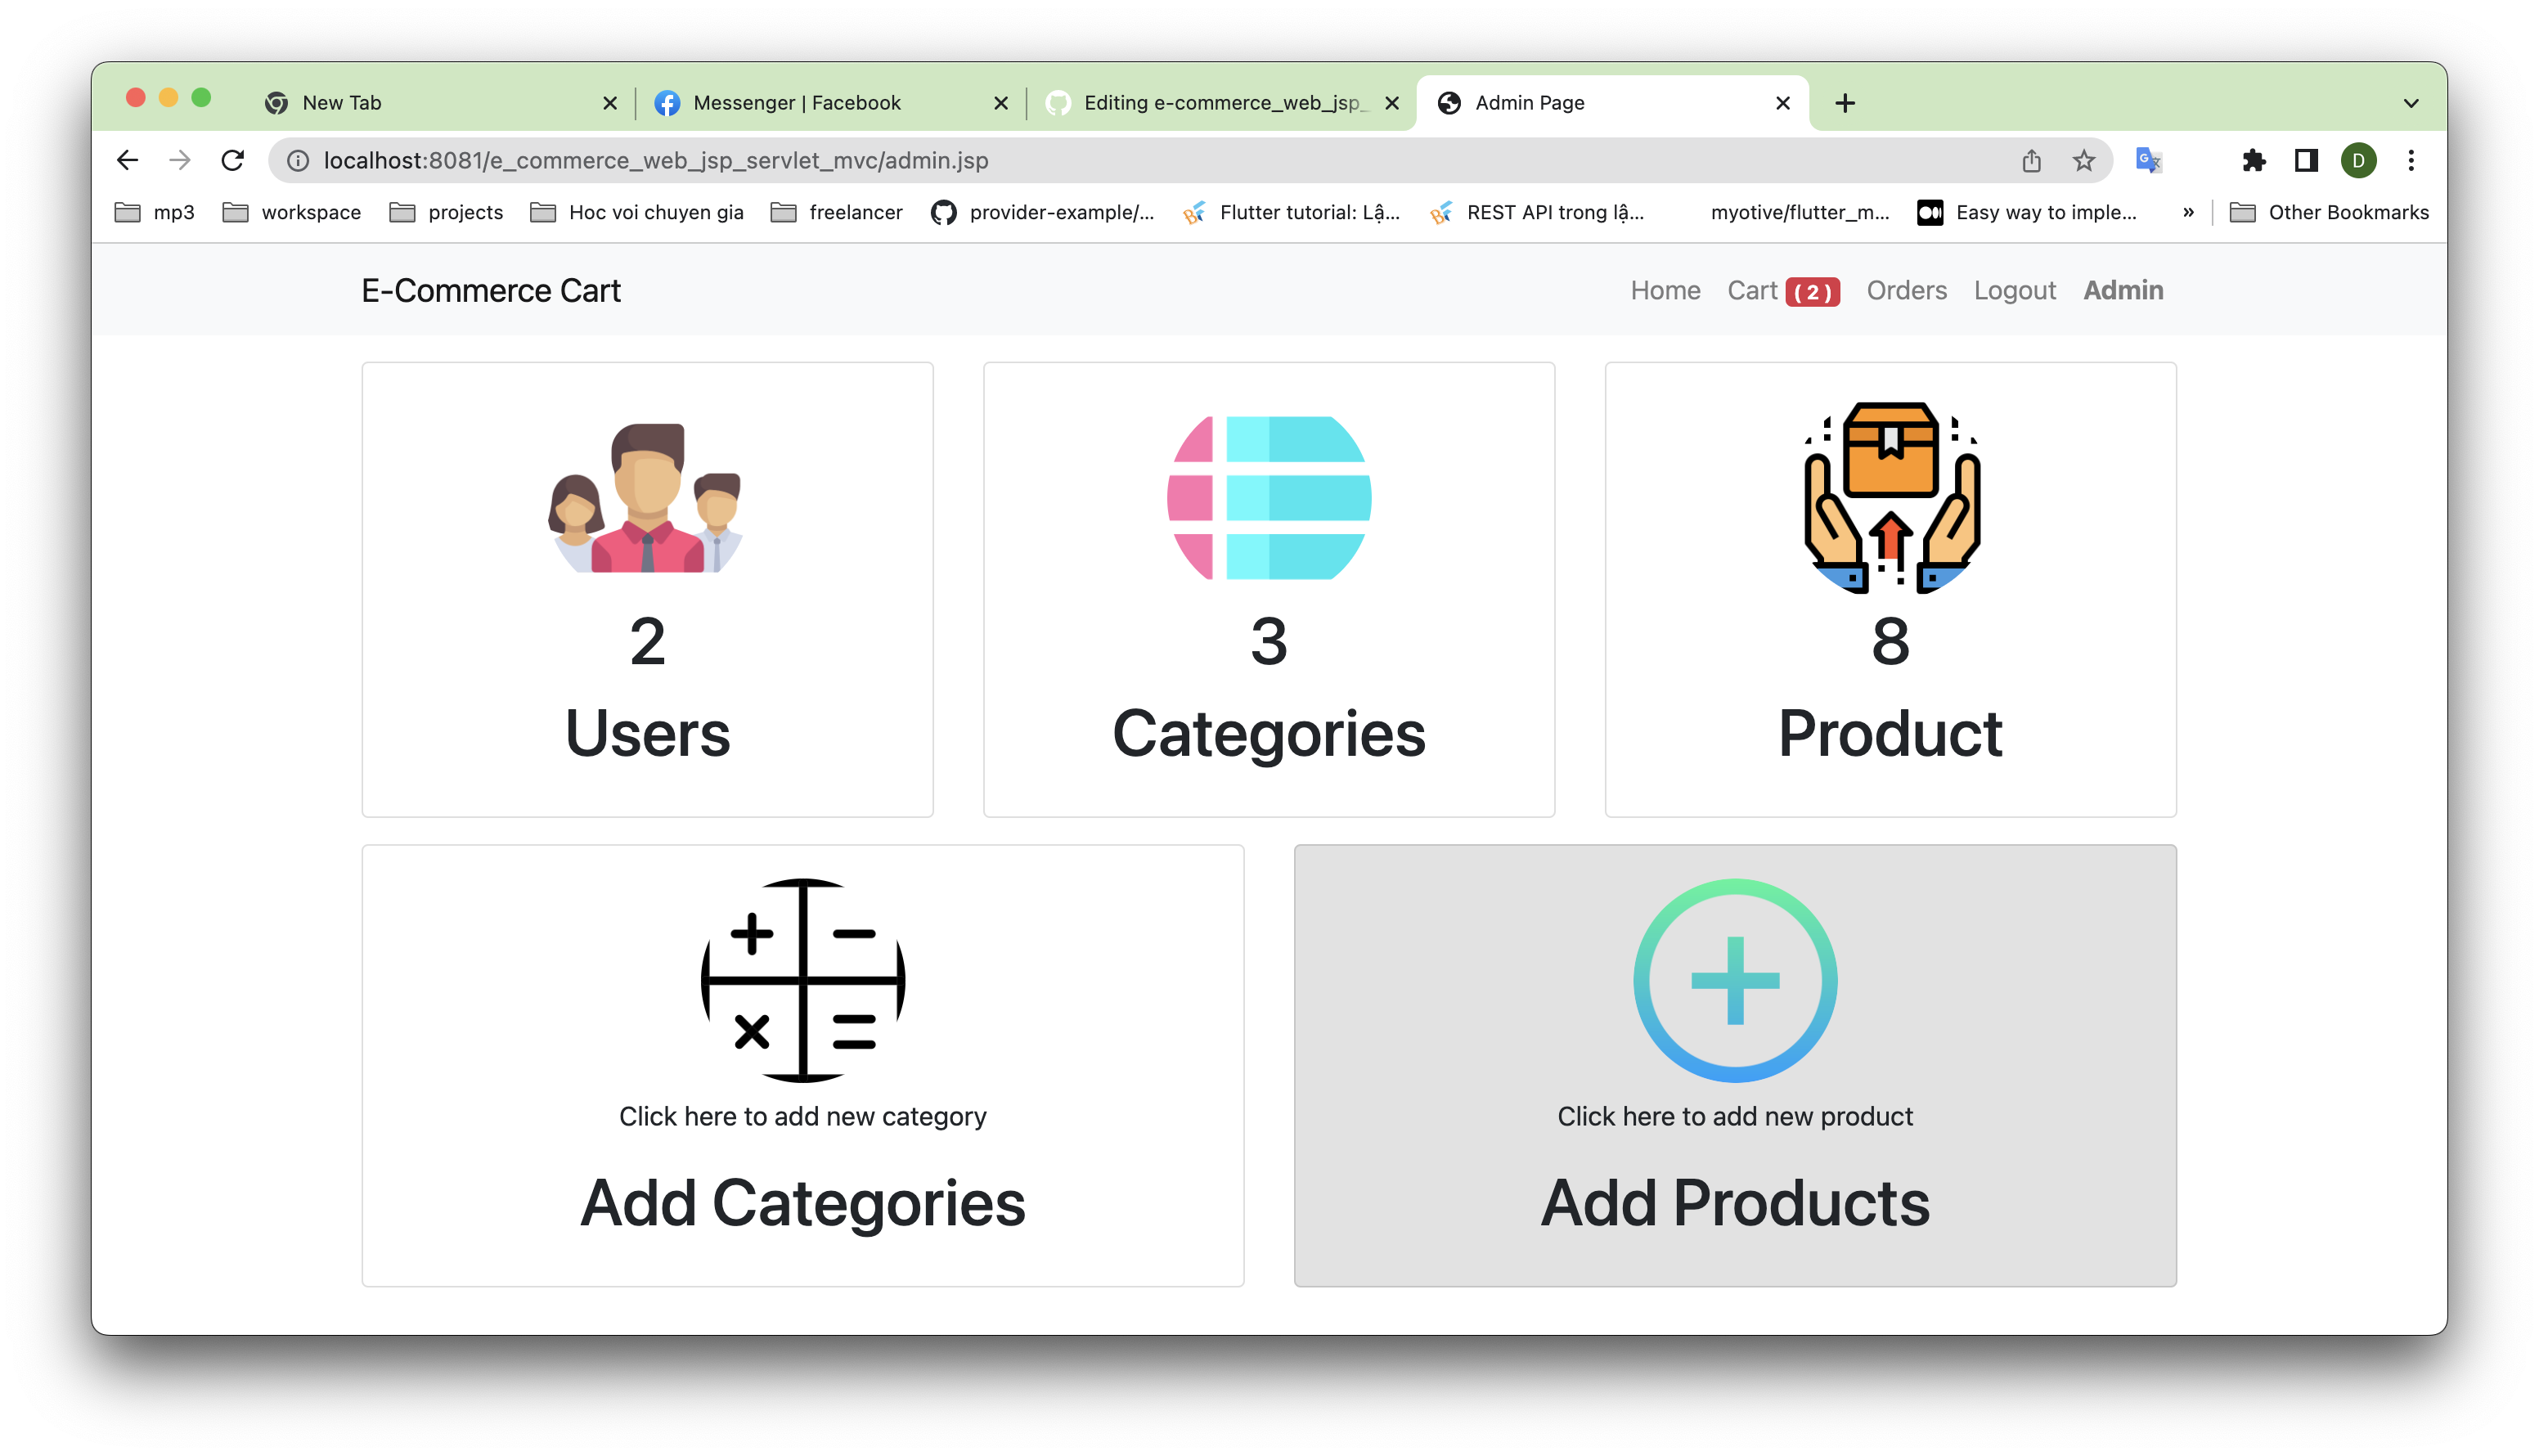 New Tab
Messenger | Facebook
Editing e-commerce_web_jsp_
Admin Page
localhost:8081/e_commerce_web_jsp_servlet_mvc/admin.jsp
D
mp3
workspace
projects
Hoc voi chuyen gia
freelancer
provider-example/...
Flutter tutorial: Lậ...
REST API trong lậ...
myotive/flutter_m...
Easy way to imple...
»
Other Bookmarks
E-Commerce Cart
Home
Cart ( 2 )
Orders
Logout
Admin
2
Users
3
Categories
8
Product
Click here to add new category
Add Categories
Click here to add new product
Add Products